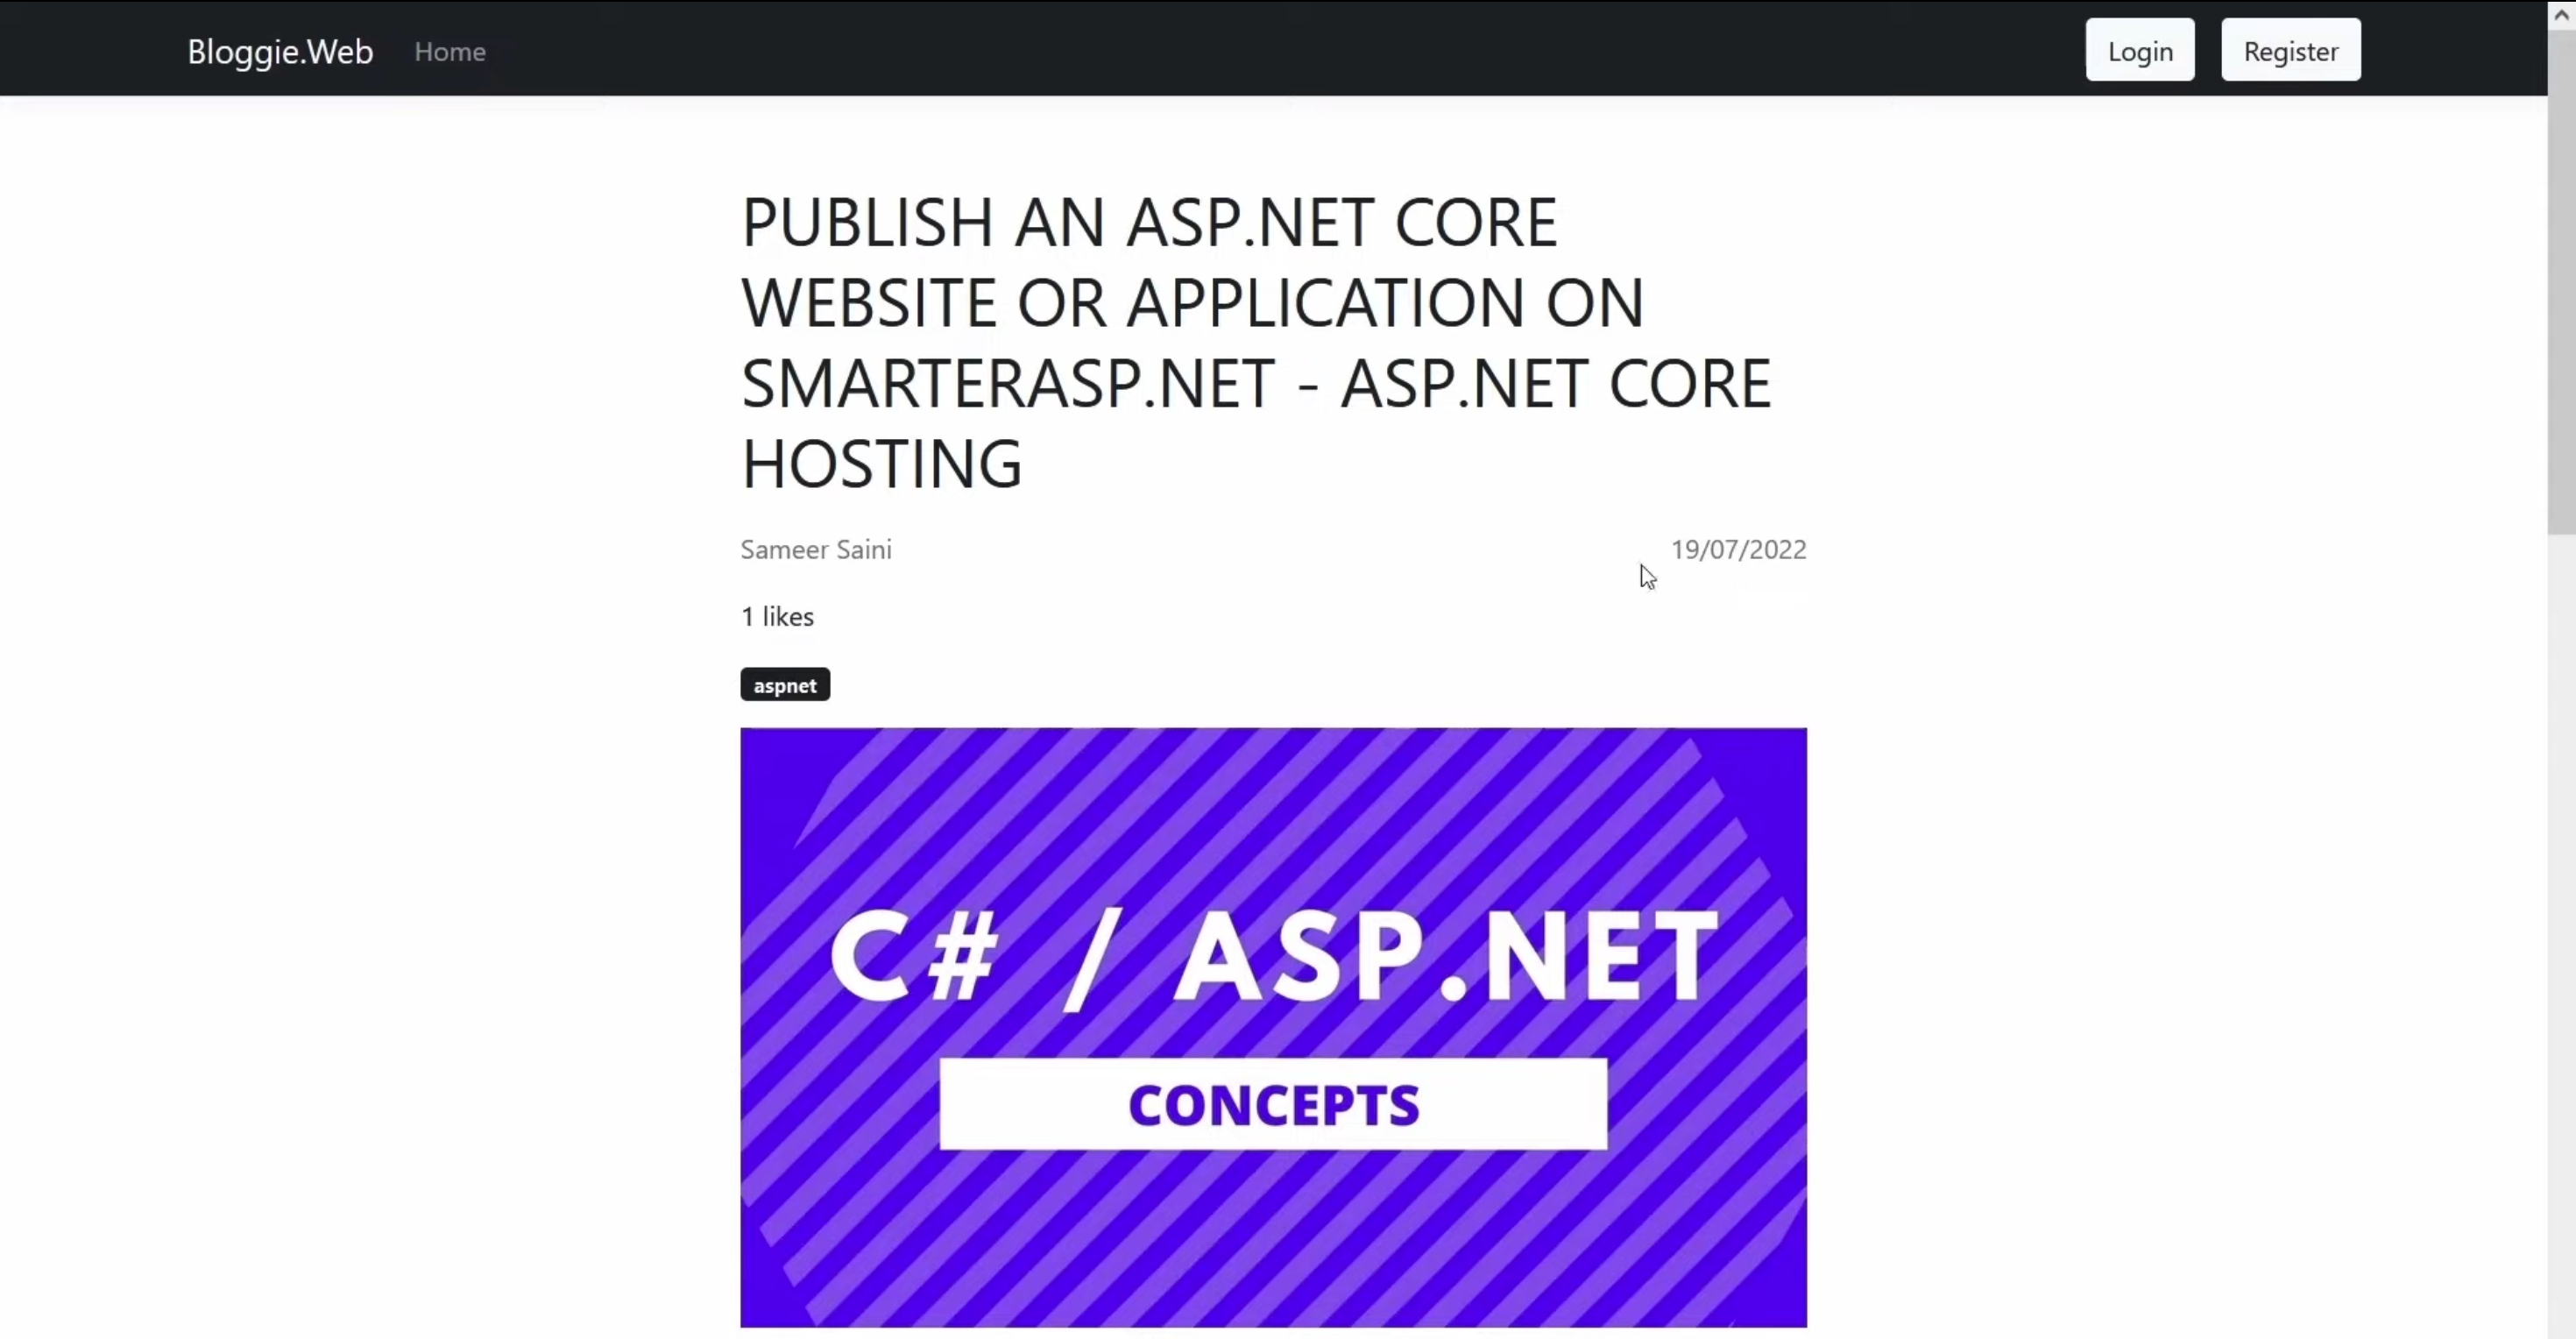 Bloggie.Web Home Login Register
PUBLISH AN ASP.NET CORE
WEBSITE OR APPLICATION ON
SMARTERASP.NET - ASP.NET CORE
HOSTING
Sameer Saini 19/07/2022
1 likes
aspnet
C# / ASP.NET
CONCEPTS